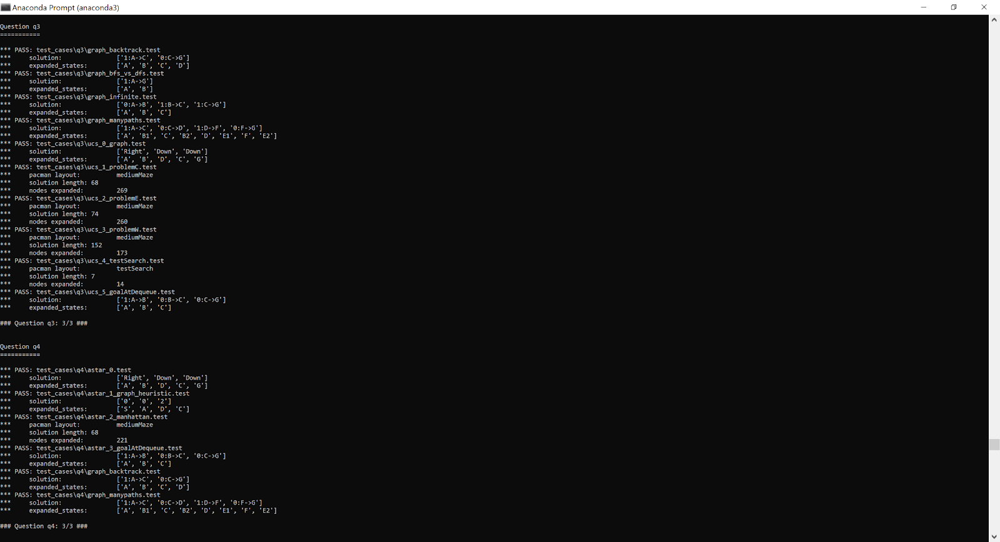 Anaconda Prompt (anaconda3)
Question q3
===========
*** PASS: test_cases\q3\graph_backtrack.test
***     solution:               ['1:A->C', '0:C->G']
***     expanded_states:        ['A', 'B', 'C', 'D']
*** PASS: test_cases\q3\graph_bfs_vs_dfs.test
***     solution:               ['1:A->G']
***     expanded_states:        ['A', 'B']
*** PASS: test_cases\q3\graph_infinite.test
***     solution:               ['0:A->B', '1:B->C', '1:C->G']
***     expanded_states:        ['A', 'B', 'C']
*** PASS: test_cases\q3\graph_manypaths.test
***     solution:               ['1:A->C', '0:C->D', '1:D->F', '0:F->G']
***     expanded_states:        ['A', 'B1', 'C', 'B2', 'D', 'E1', 'F', 'E2']
*** PASS: test_cases\q3\ucs_0_graph.test
***     solution:               ['Right', 'Down', 'Down']
***     expanded_states:        ['A', 'B', 'D', 'C', 'G']
*** PASS: test_cases\q3\ucs_1_problemC.test
***     pacman layout:          mediumMaze
***     solution length: 68
***     nodes expanded:         269
*** PASS: test_cases\q3\ucs_2_problemE.test
***     pacman layout:          mediumMaze
***     solution length: 74
***     nodes expanded:         260
*** PASS: test_cases\q3\ucs_3_problemW.test
***     pacman layout:          mediumMaze
***     solution length: 152
***     nodes expanded:         173
*** PASS: test_cases\q3\ucs_4_testSearch.test
***     pacman layout:          testSearch
***     solution length: 7
***     nodes expanded:         14
*** PASS: test_cases\q3\ucs_5_goalAtDequeue.test
***     solution:               ['1:A->B', '0:B->C', '0:C->G']
***     expanded_states:        ['A', 'B', 'C']
### Question q3: 3/3 ###
Question q4
===========
*** PASS: test_cases\q4\astar_0.test
***     solution:               ['Right', 'Down', 'Down']
***     expanded_states:        ['A', 'B', 'D', 'C', 'G']
*** PASS: test_cases\q4\astar_1_graph_heuristic.test
***     solution:               ['0', '0', '2']
***     expanded_states:        ['S', 'A', 'D', 'C']
*** PASS: test_cases\q4\astar_2_manhattan.test
***     pacman layout:          mediumMaze
***     solution length: 68
***     nodes expanded:         221
*** PASS: test_cases\q4\astar_3_goalAtDequeue.test
***     solution:               ['1:A->B', '0:B->C', '0:C->G']
***     expanded_states:        ['A', 'B', 'C']
*** PASS: test_cases\q4\graph_backtrack.test
***     solution:               ['1:A->C', '0:C->G']
***     expanded_states:        ['A', 'B', 'C', 'D']
*** PASS: test_cases\q4\graph_manypaths.test
***     solution:               ['1:A->C', '0:C->D', '1:D->F', '0:F->G']
***     expanded_states:        ['A', 'B1', 'C', 'B2', 'D', 'E1', 'F', 'E2']
### Question q4: 3/3 ###